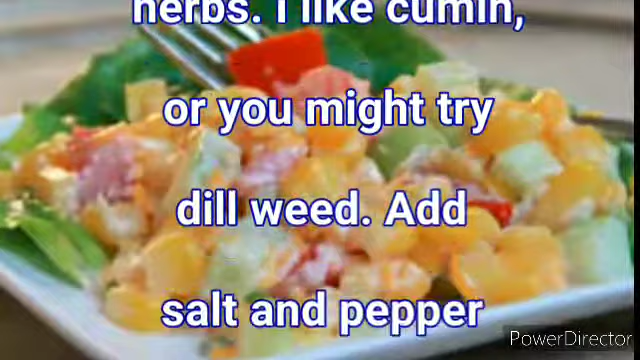 herbs. I like cumin,
or you might try
dill weed. Add
salt and pepper
PowerDirector